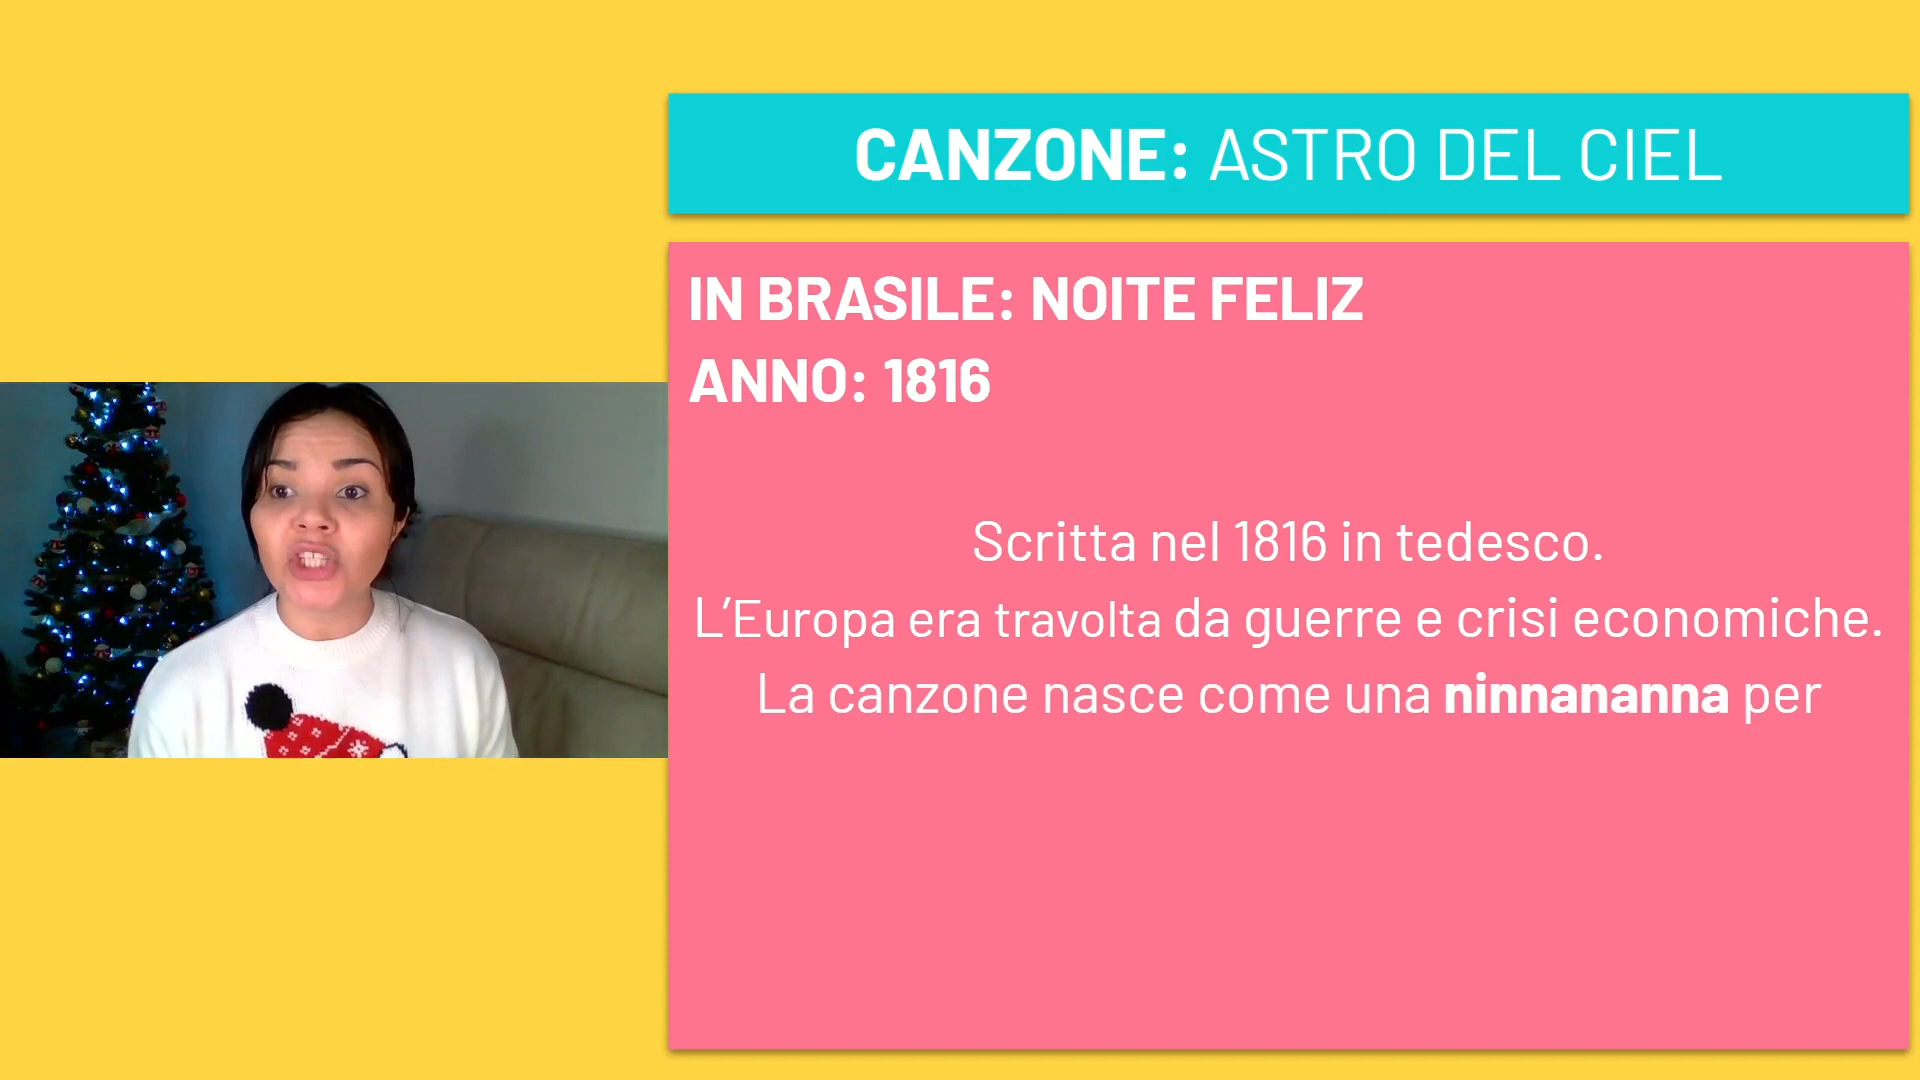 CANZONE: ASTRO DEL CIEL
IN BRASILE: NOITE FELIZ
ANNO: 1816
Scritta nel 1816 in tedesco.
L’Europa era travolta da guerre e crisi economiche.
La canzone nasce come una ninnananna per